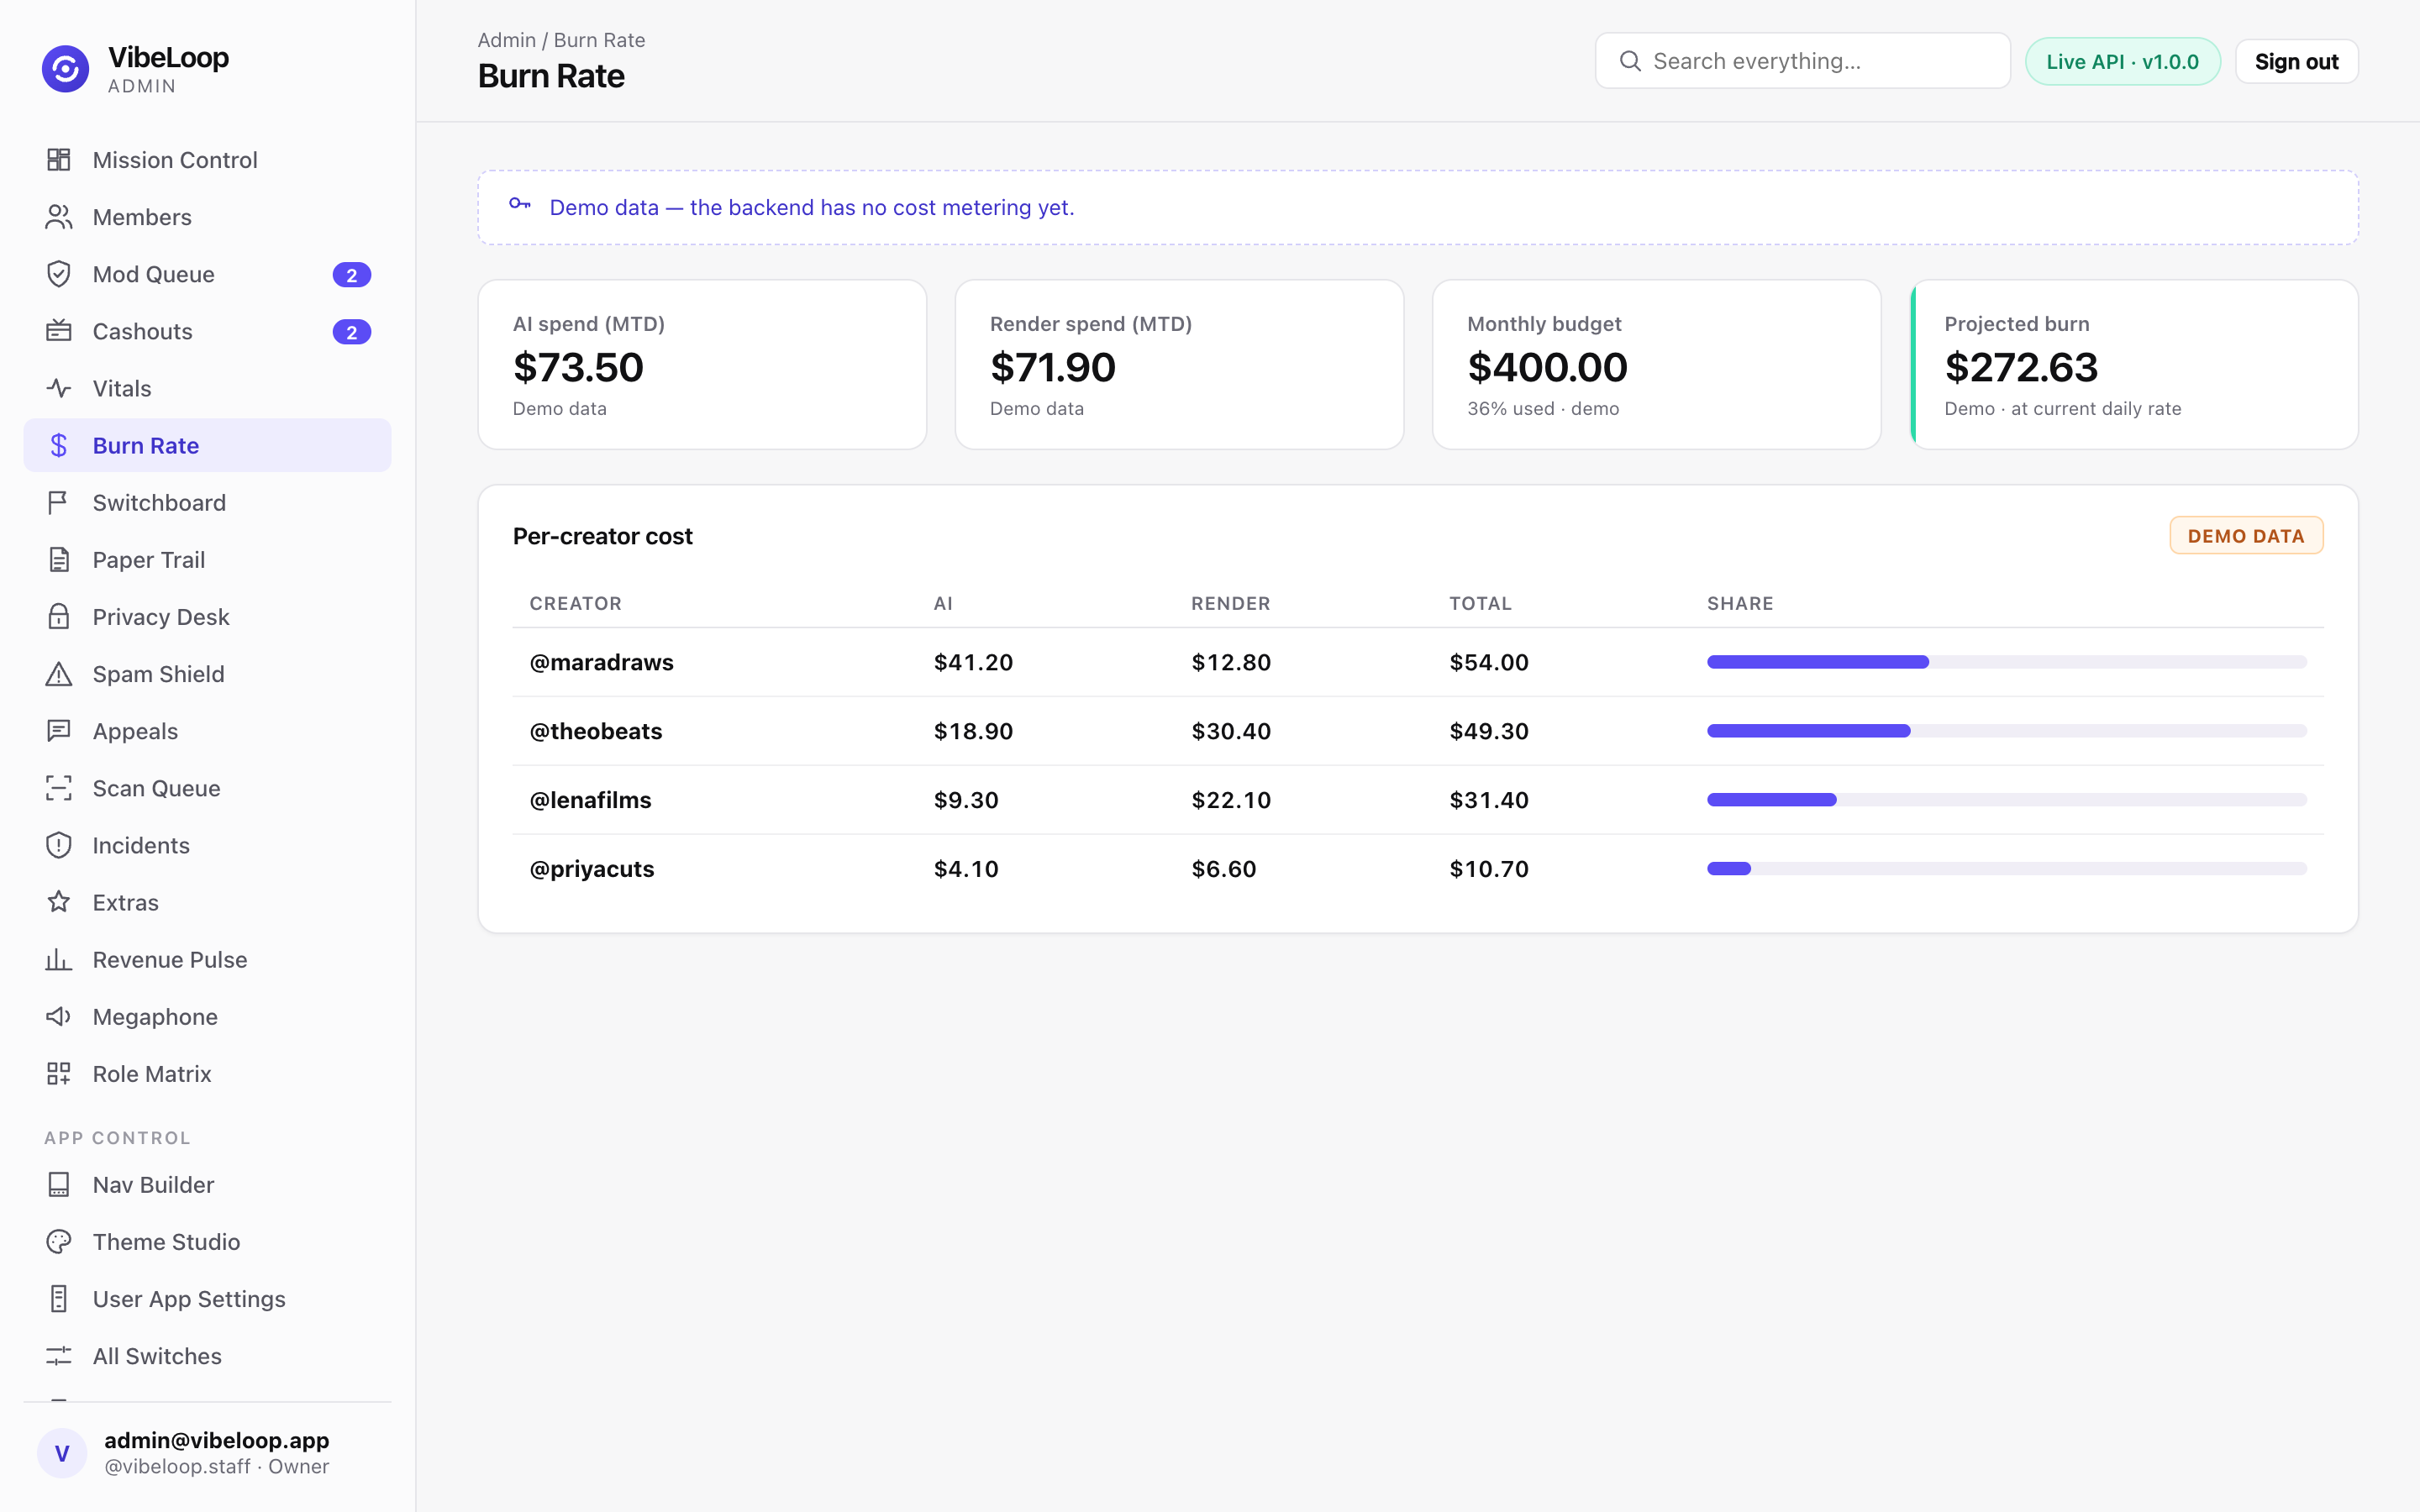 VibeLoop
ADMIN
Mission Control
Members
Mod Queue 2
Cashouts 2
Vitals
Burn Rate
Switchboard
Paper Trail
Privacy Desk
Spam Shield
Appeals
Scan Queue
Incidents
Extras
Revenue Pulse
Megaphone
Role Matrix
APP CONTROL
Nav Builder
Theme Studio
User App Settings
All Switches
V
admin@vibeloop.app
@vibeloop.staff · Owner
Admin / Burn Rate
Burn Rate
Search everything...
Live API · v1.0.0
Sign out
Demo data — the backend has no cost metering yet.
AI spend (MTD)
$73.50
Demo data
Render spend (MTD)
$71.90
Demo data
Monthly budget
$400.00
36% used · demo
Projected burn
$272.63
Demo · at current daily rate
Per-creator cost
DEMO DATA
CREATOR AI RENDER TOTAL SHARE
@maradraws $41.20 $12.80 $54.00
@theobeats $18.90 $30.40 $49.30
@lenafilms $9.30 $22.10 $31.40
@priyacuts $4.10 $6.60 $10.70